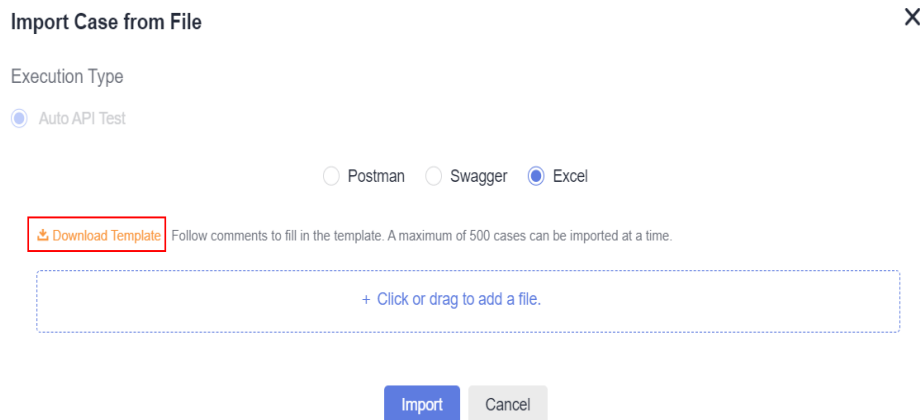 Import Case from File
X
Execution Type
Auto API Test
Postman Swagger Excel
Download Template Follow comments to fill in the template. A maximum of 500 cases can be imported at a time.
+ Click or drag to add a file.
Import Cancel